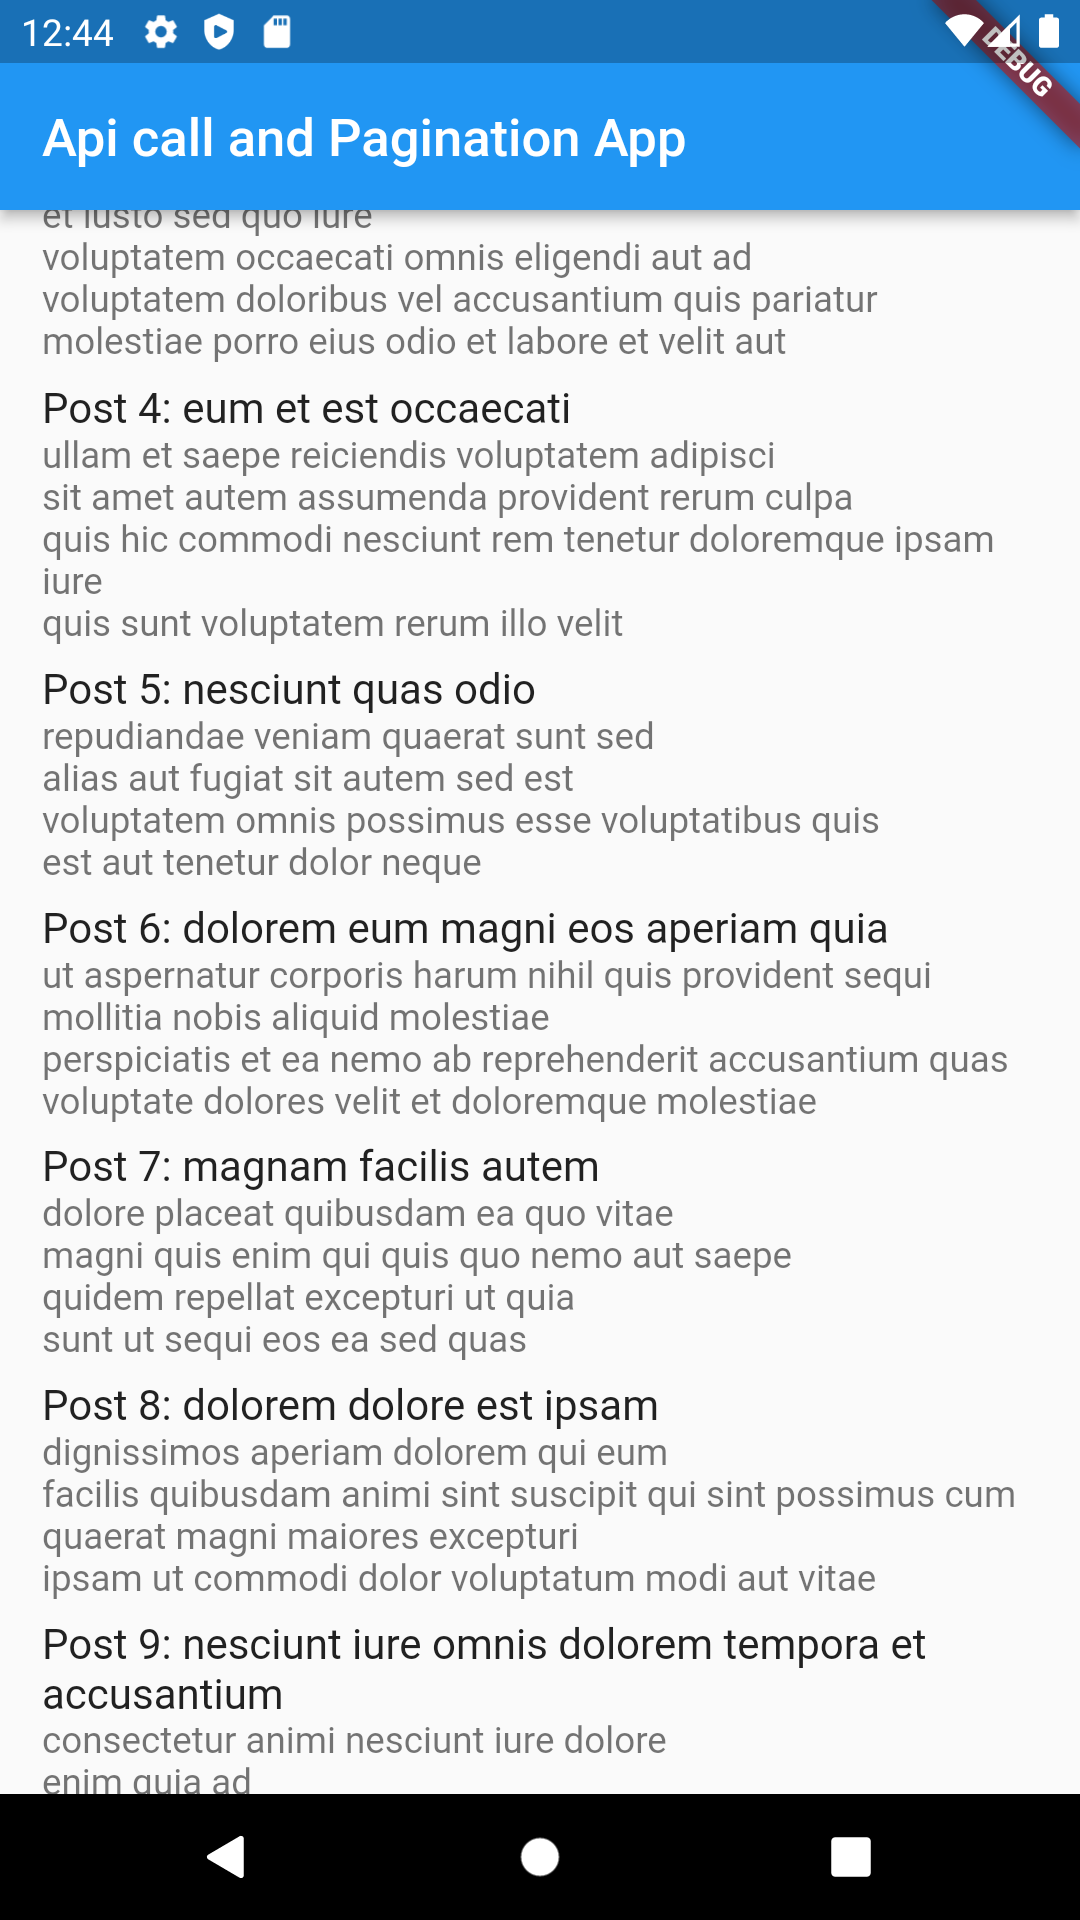 12:44
DEBUG
Api call and Pagination App
et iusto sed quo iure
voluptatem occaecati omnis eligendi aut ad
voluptatem doloribus vel accusantium quis pariatur
molestiae porro eius odio et labore et velit aut
Post 4: eum et est occaecati
ullam et saepe reiciendis voluptatem adipisci
sit amet autem assumenda provident rerum culpa
quis hic commodi nesciunt rem tenetur doloremque ipsam
iure
quis sunt voluptatem rerum illo velit
Post 5: nesciunt quas odio
repudiandae veniam quaerat sunt sed
alias aut fugiat sit autem sed est
voluptatem omnis possimus esse voluptatibus quis
est aut tenetur dolor neque
Post 6: dolorem eum magni eos aperiam quia
ut aspernatur corporis harum nihil quis provident sequi
mollitia nobis aliquid molestiae
perspiciatis et ea nemo ab reprehenderit accusantium quas
voluptate dolores velit et doloremque molestiae
Post 7: magnam facilis autem
dolore placeat quibusdam ea quo vitae
magni quis enim qui quis quo nemo aut saepe
quidem repellat excepturi ut quia
sunt ut sequi eos ea sed quas
Post 8: dolorem dolore est ipsam
dignissimos aperiam dolorem qui eum
facilis quibusdam animi sint suscipit qui sint possimus cum
quaerat magni maiores excepturi
ipsam ut commodi dolor voluptatum modi aut vitae
Post 9: nesciunt iure omnis dolorem tempora et
accusantium
consectetur animi nesciunt iure dolore
enim quia ad